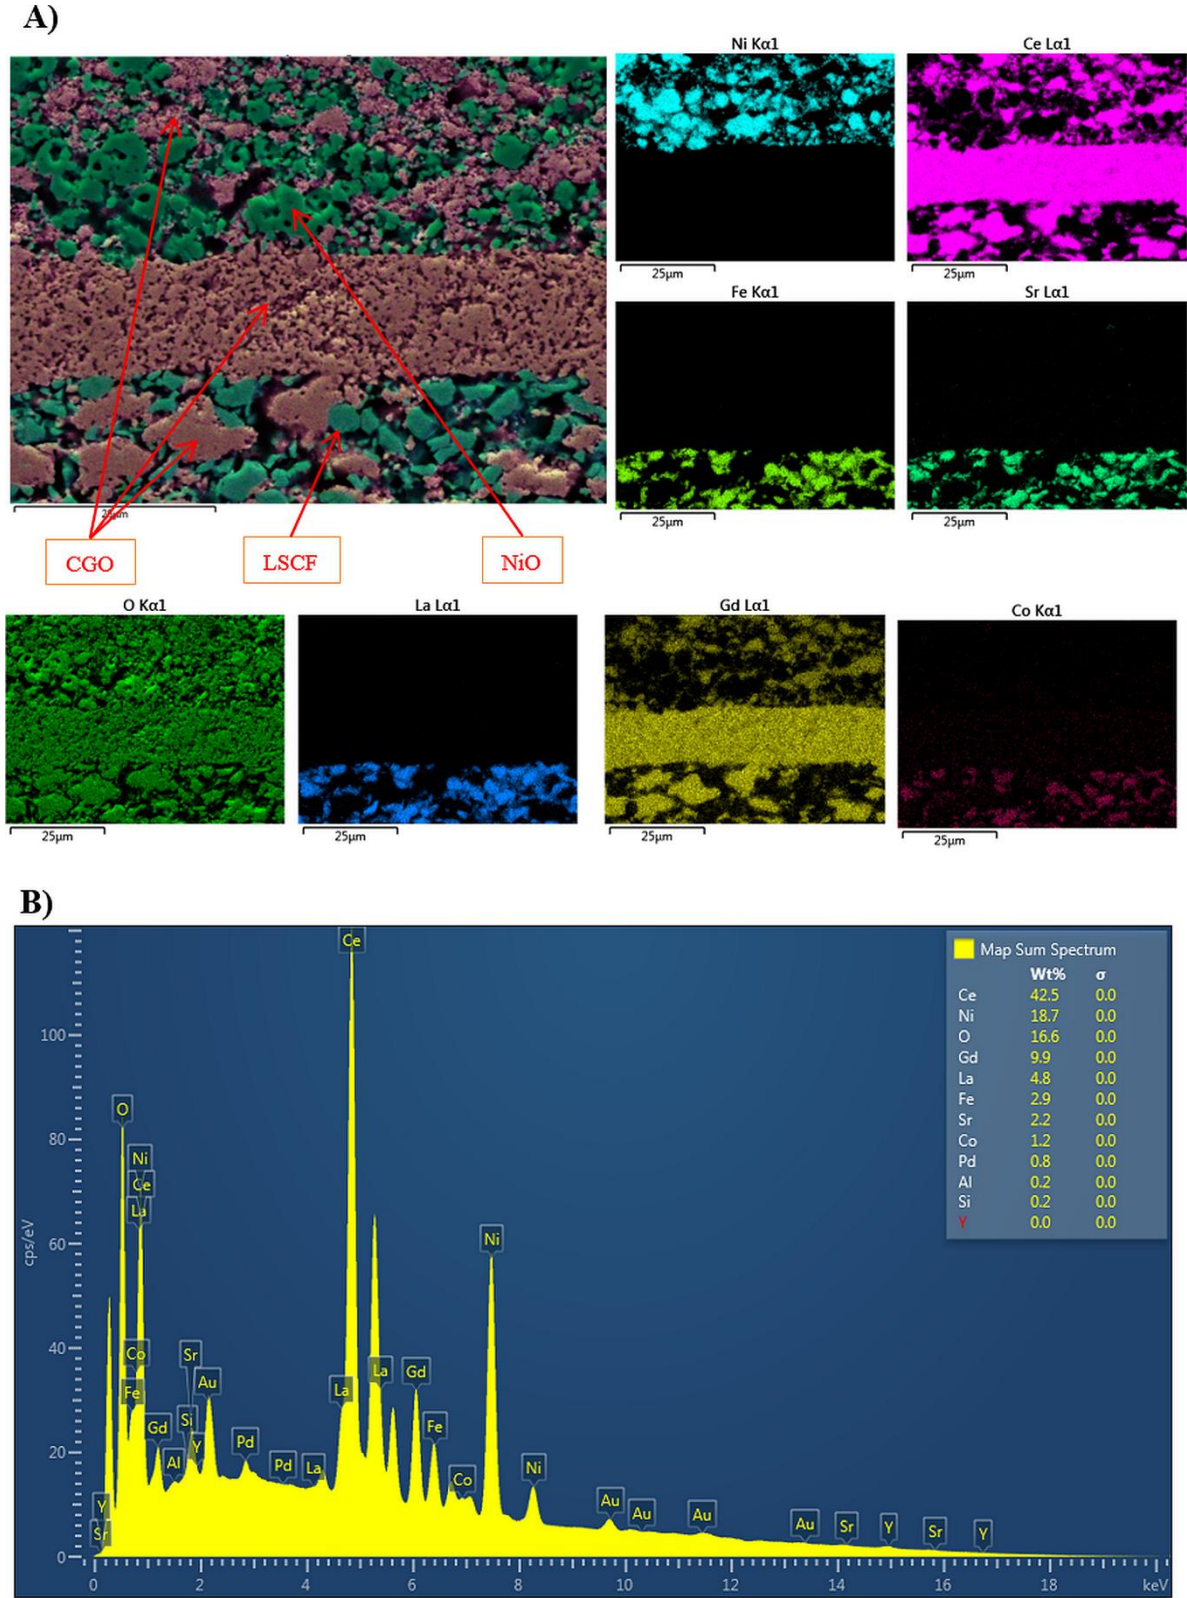 A)
Ni Kα1
Ce Lα1
25μm
25μm
Fe Kα1
Sr Lα1
25μm
25μm
25μm
CGO
LSCF
NiO
O Kα1
La Lα1
Gd Lα1
Co Kα1
25μm
25μm
25μm
25μm
B)
Map Sum Spectrum
Wt% σ
Ce 42.5 0.0
Ni 18.7 0.0
O 16.6 0.0
Gd 9.9 0.0
La 4.8 0.0
Fe 2.9 0.0
Sr 2.2 0.0
Co 1.2 0.0
Pd 0.8 0.0
Al 0.2 0.0
Si 0.2 0.0
Y 0.0 0.0
cps/eV
100
80
60
40
20
0
Ce
O
Ni
Ce
La
Ni
Co
Sr
Au
La
La
Gd
Fe
Gd
Si
Y
Fe
Al
Pd
Pd
La
Co
Ni
Y
Sr
Au
Au
Au
Au
Sr
Y
Sr
Y
0 2 4 6 8 10 12 14 16 18 keV